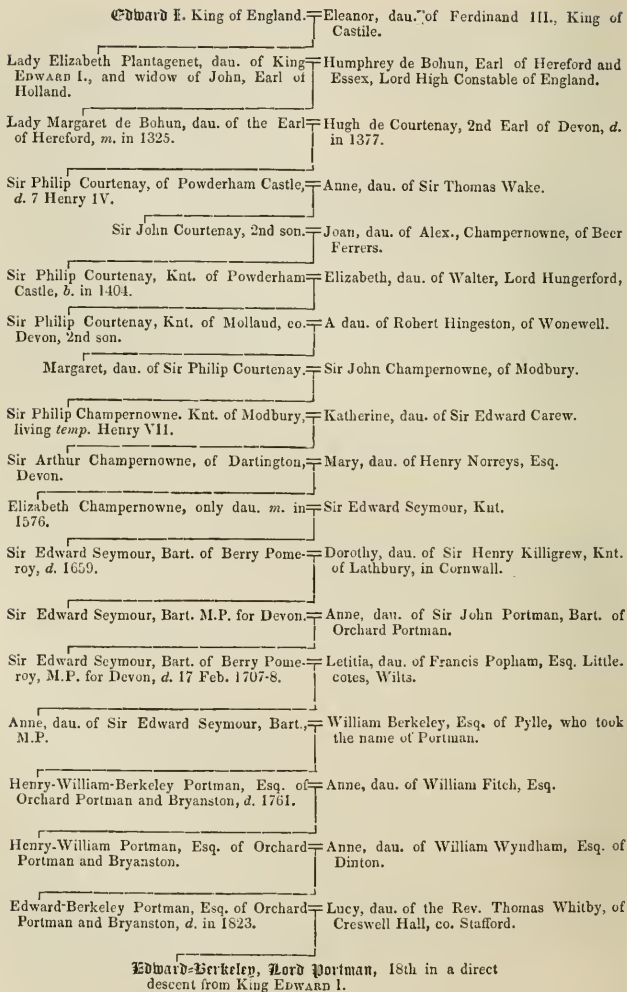 Edward I. King of England.
Eleanor, dau. of Ferdinand III., King of
Castile.
Lady Elizabeth Plantagenet, dau. of King
EDWARD I., and widow of John, Earl of
Holland.
Humphrey de Bohun, Earl of Hereford and
Essex, Lord High Constable of England.
Lady Margaret de Bohun, dau. of the Earl
of Hereford, m. in 1325.
Hugh de Courtenay, 2nd Earl of Devon, d.
in 1377.
Sir Philip Courtenay, of Powderham Castle,
d. 7 Henry IV.
Anne, dau. of Sir Thomas Wake.
Sir John Courtenay, 2nd son.
Joan, dau. of Alex., Champernowne, of Beer
Ferrers.
Sir Philip Courtenay, Knt. of Powderham
Castle, b. in 1404.
Elizabeth, dau. of Walter, Lord Hungerford,
Sir Philip Courtenay, Knt. of Mollaud, co.
Devon, 2nd son.
A dau. of Robert Hingeston, of Wonewell.
Margaret, dau. of Sir Philip Courtenay.
Sir John Champernowne, of Modbury.
Sir Philip Champernowne. Knt. of Modbury,
living temp. Henry VII.
Katherine, dau. of Sir Edward Carew.
Sir Arthur Champernowne, of Dartington,
Devon.
Mary, dau. of Henry Norreys, Esq.
Elizabeth Champernowne, only dau. m. in
1576.
Sir Edward Seymour, Knt.
Sir Edward Seymour, Bart. of Berry Pome-
roy, d. 1659.
Dorothy, dau. of Sir Henry Killigrew, Knt.
of Lathbury, in Cornwall.
Sir Edward Seymour, Bart. M.P. for Devon.
Anne, dau. of Sir John Portman, Bart. of
Orchard Portman.
Sir Edward Seymour, Bart. of Berry Pome-
roy, M.P. for Devon, d. 17 Feb. 1707-8.
Letitia, dau. of Francis Popham, Esq. Little-
cotes, Wilts.
Anne, dau. of Sir Edward Seymour, Bart.,
M.P.
William Berkeley, Esq. of Pylle, who took
the name of Portman.
Henry-William-Berkeley Portman, Esq. of
Orchard Portman and Bryanston, d. 1761.
Anne, dau. of William Fitch, Esq.
Henry-William Portman, Esq. of Orchard
Portman and Bryanston.
Anne, dau. of William Wyndham, Esq. of
Dinton.
Edward-Berkeley Portman, Esq. of Orchard
Portman and Bryanston, d. in 1823.
Lucy, dau. of the Rev. Thomas Whitby, of
Creswell Hall, co. Stafford.
Edward-Berkeley, Lord Portman, 18th in a direct
descent from King EDWARD I.